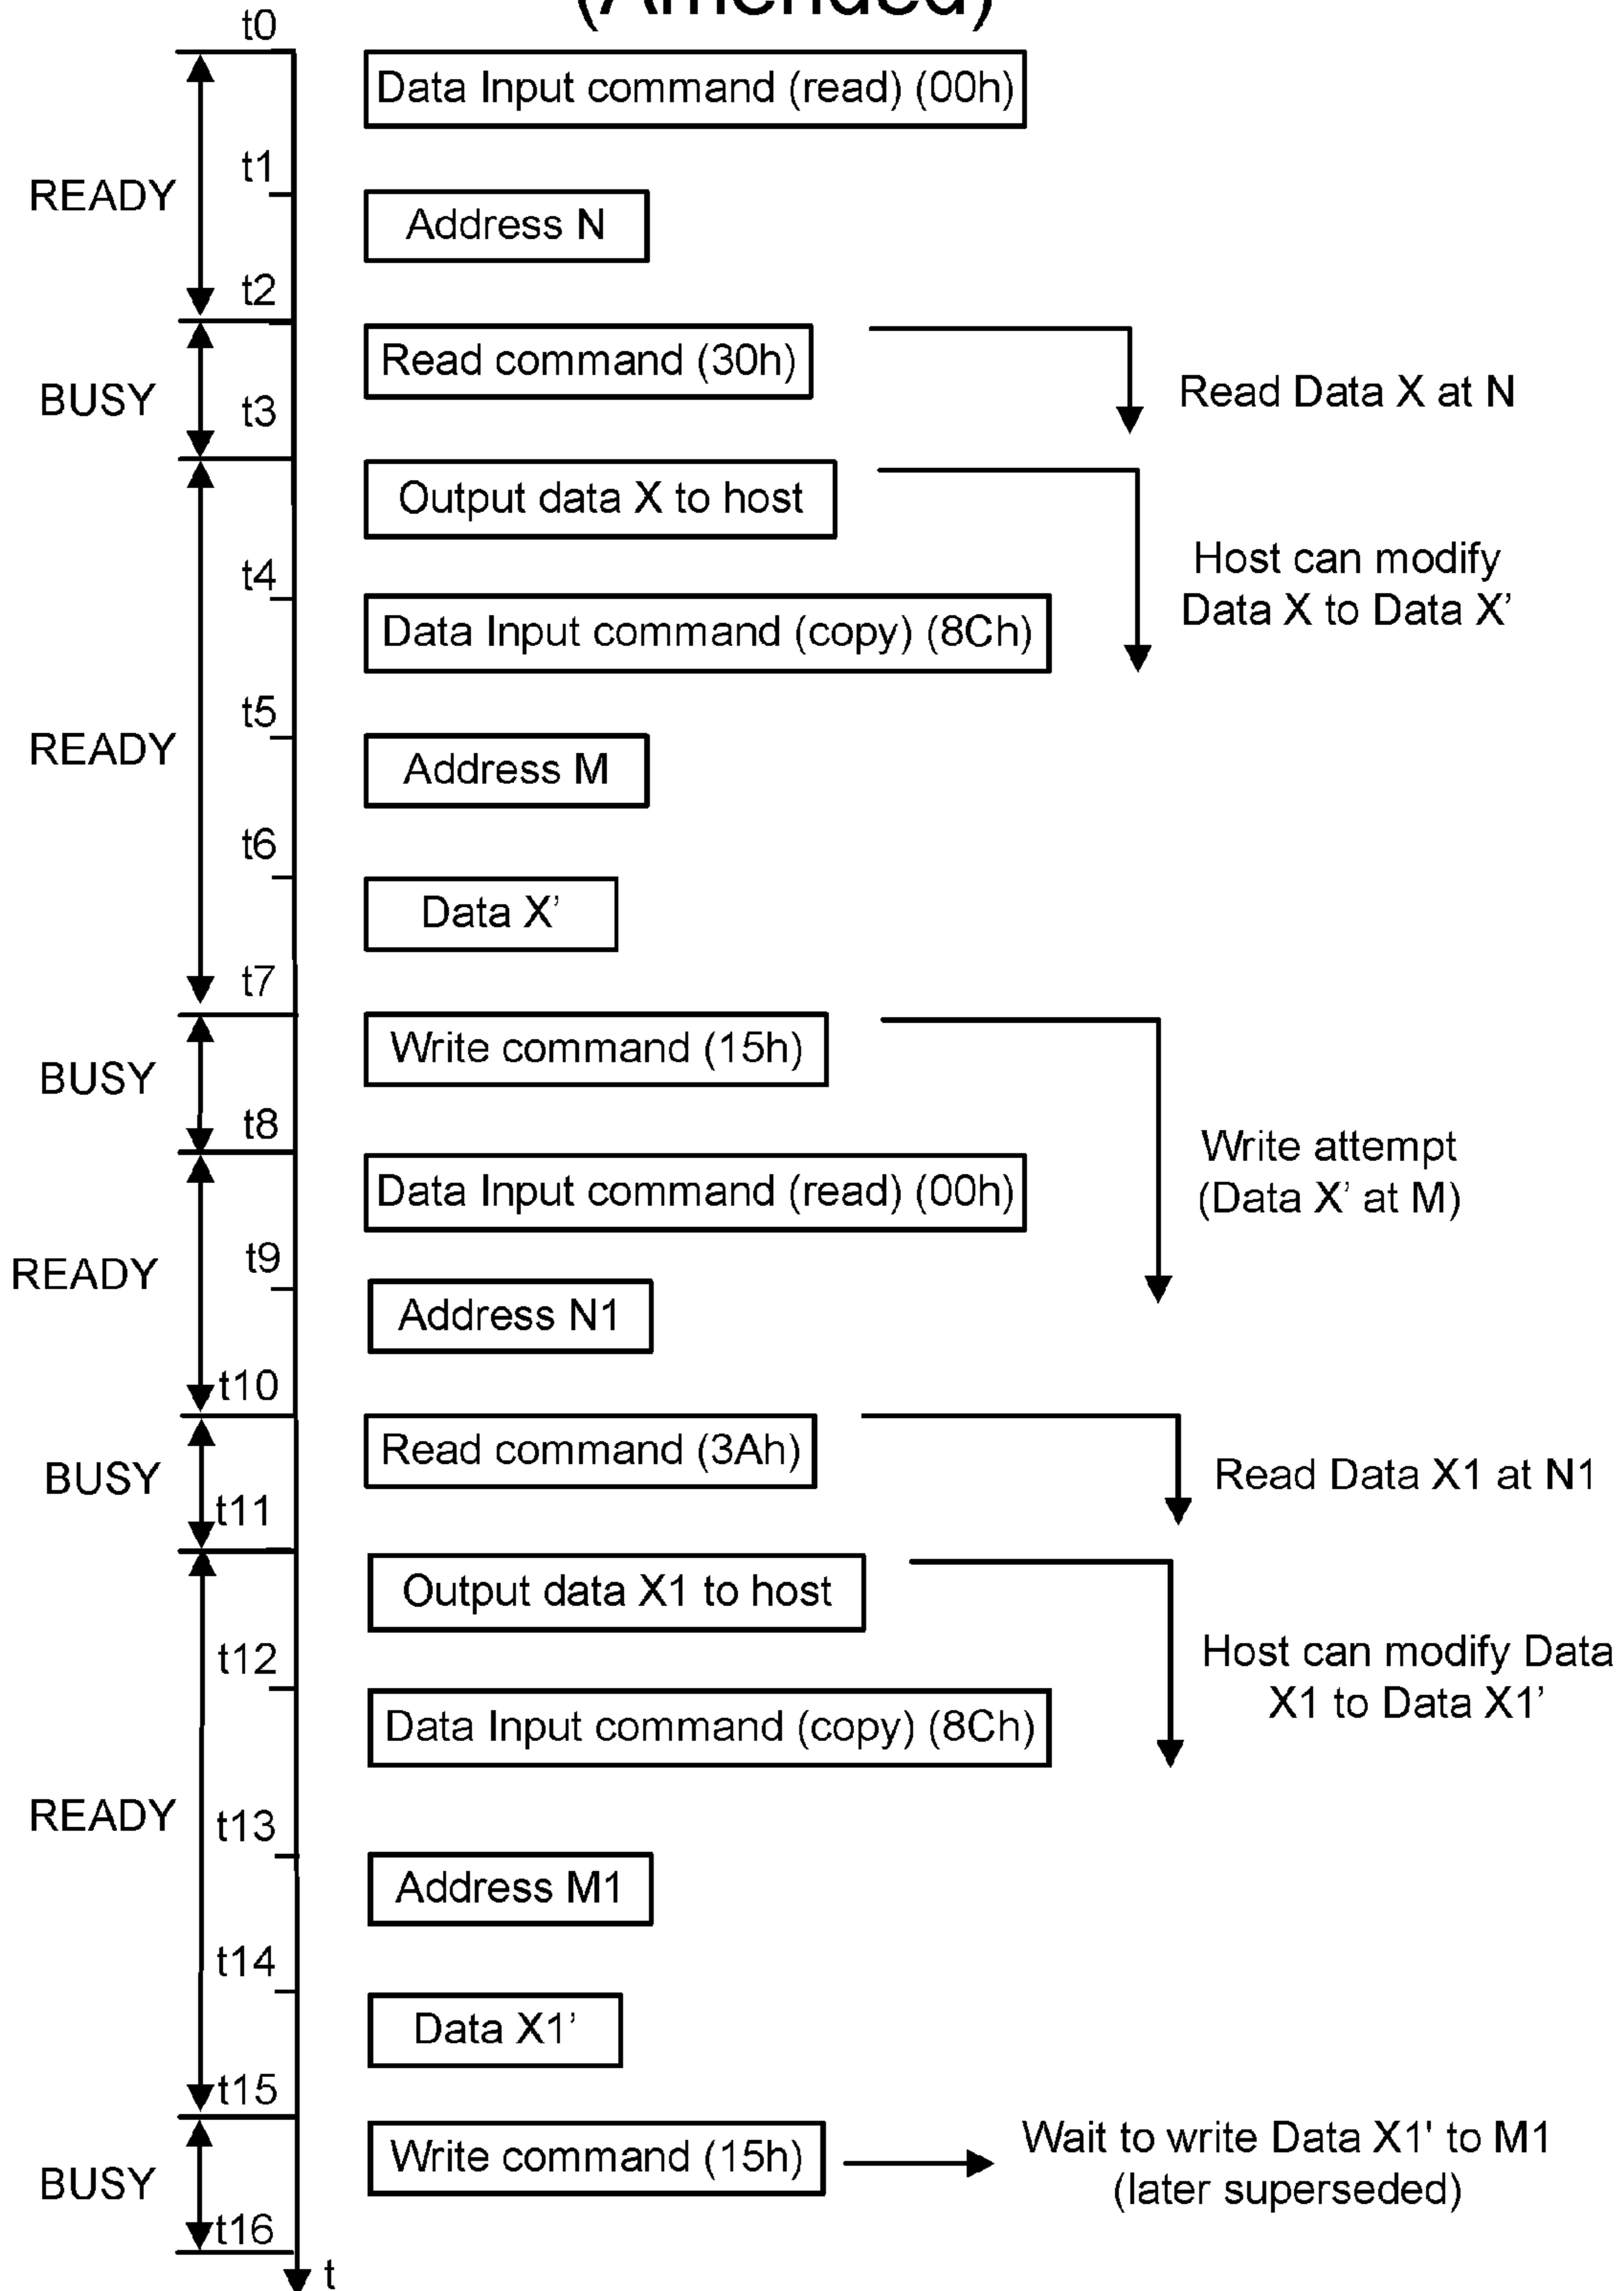 (Amended)
t0
Data Input command (read) (00h)
READY
t1
Address N
t2
Read command (30h)
BUSY
t3
Read Data X at N
Output data X to host
t4
Host can modify
Data X to Data X’
Data Input command (copy) (8Ch)
READY
t5
Address M
t6
Data X’
t7
Write command (15h)
BUSY
t8
Write attempt
(Data X’ at M)
Data Input command (read) (00h)
READY
t9
Address N1
t10
Read command (3Ah)
BUSY
t11
Read Data X1 at N1
Output data X1 to host
t12
Host can modify Data
X1 to Data X1’
Data Input command (copy) (8Ch)
READY
t13
Address M1
t14
Data X1’
t15
Write command (15h)
Wait to write Data X1' to M1
(later superseded)
BUSY
t16
t